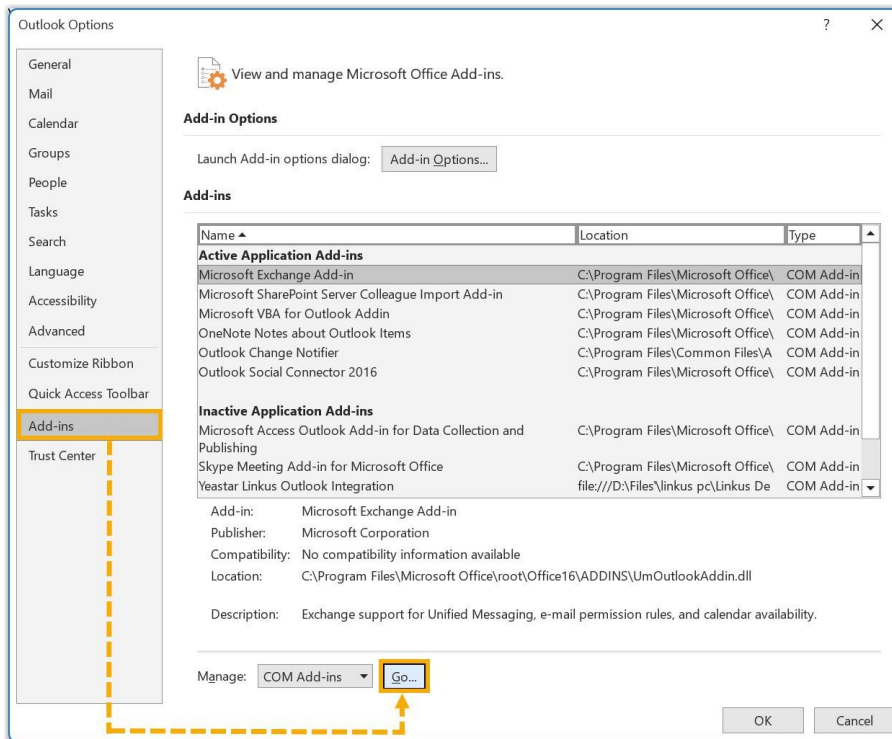 Outlook Options
?
General
Mail
Calendar
Groups
People
Tasks
Search
Language
Accessibility
Advanced
Customize Ribbon
Quick Access Toolbar
Add-ins
Trust Center
View and manage Microsoft Office Add-ins.
Add-in Options
Launch Add-in options dialog: Add-in Options...
Add-ins
Name Location Type
Active Application Add-ins
Microsoft Exchange Add-in C:\Program Files\Microsoft Office\ COM Add-in
Microsoft SharePoint Server Colleague Import Add-in C:\Program Files\Microsoft Office\ COM Add-in
Microsoft VBA for Outlook Addin C:\Program Files\Microsoft Office\ COM Add-in
OneNote Notes about Outlook Items C:\Program Files\Microsoft Office\ COM Add-in
Outlook Change Notifier C:\Program Files\Common Files\A COM Add-in
Outlook Social Connector 2016 C:\Program Files\Microsoft Office\ COM Add-in
Inactive Application Add-ins
Microsoft Access Outlook Add-in for Data Collection and C:\Program Files\Microsoft Office\ COM Add-in
Publishing
Skype Meeting Add-in for Microsoft Office C:\Program Files\Microsoft Office\ COM Add-in
Yeastar Linkus Outlook Integration file:///D:\Files'\linkus pc\Linkus De COM Add-in
Add-in: Microsoft Exchange Add-in
Publisher: Microsoft Corporation
Compatibility: No compatibility information available
Location: C:\Program Files\Microsoft Office\root\Office16\ADDINS\UmOutlookAddin.dll
Description: Exchange support for Unified Messaging, e-mail permission rules, and calendar availability.
Manage: COM Add-ins Go...
OK Cancel